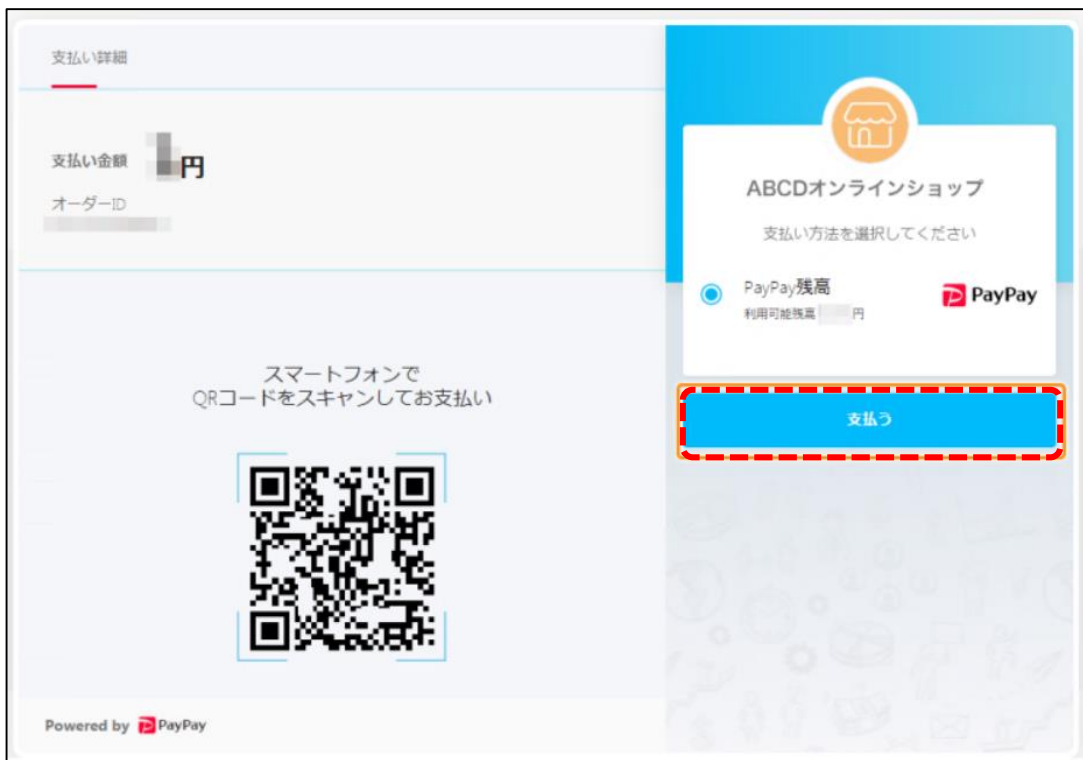 支払い詳細
支払い金額 円
オーダーID
スマートフォンで
QRコードをスキャンしてお支払い
Powered by PayPay
ABCDオンラインショップ
支払い方法を選択してください
PayPay残高
利用可能残高 円
PayPay
支払う